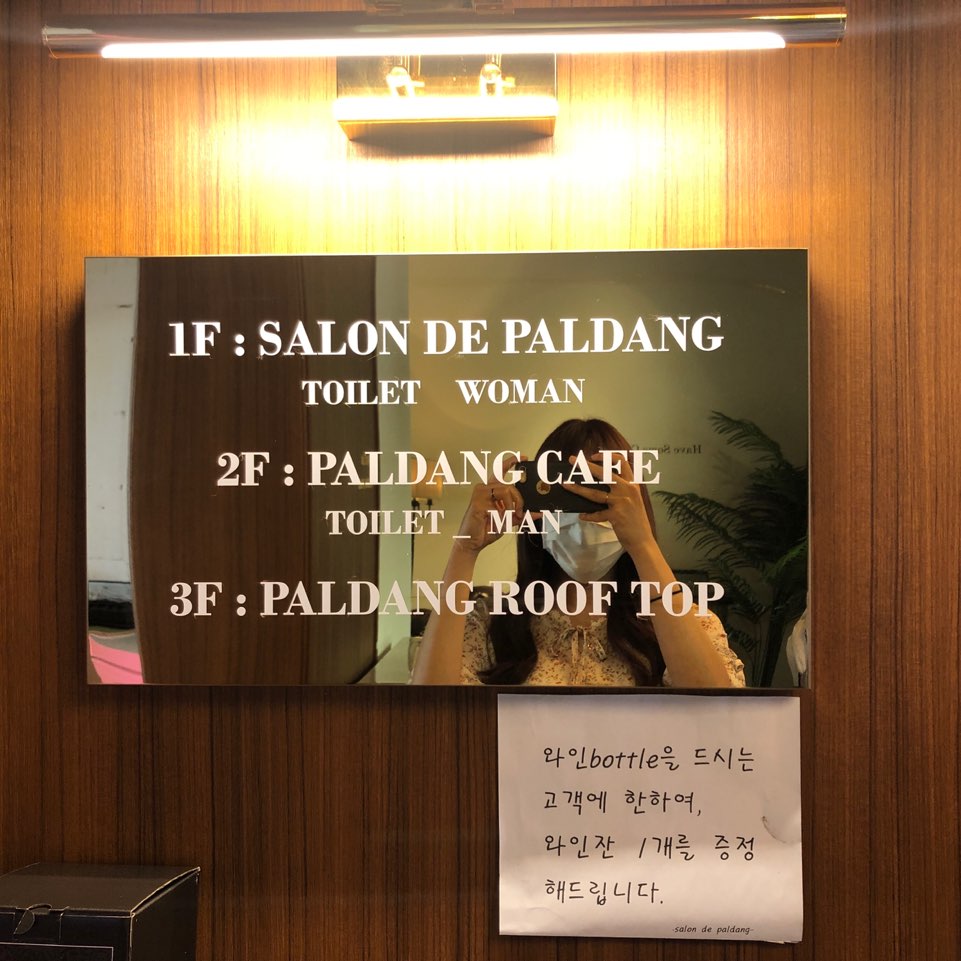 1F : SALON DE PALDANG
TOILET WOMAN
2F : PALDANG CAFE
TOILET _ MAN
3F : PALDANG ROOF TOP
와인bottle을 드시는
고객에 한하여,
와인잔 1개를 증정
해드립니다.
-salon de paldang-